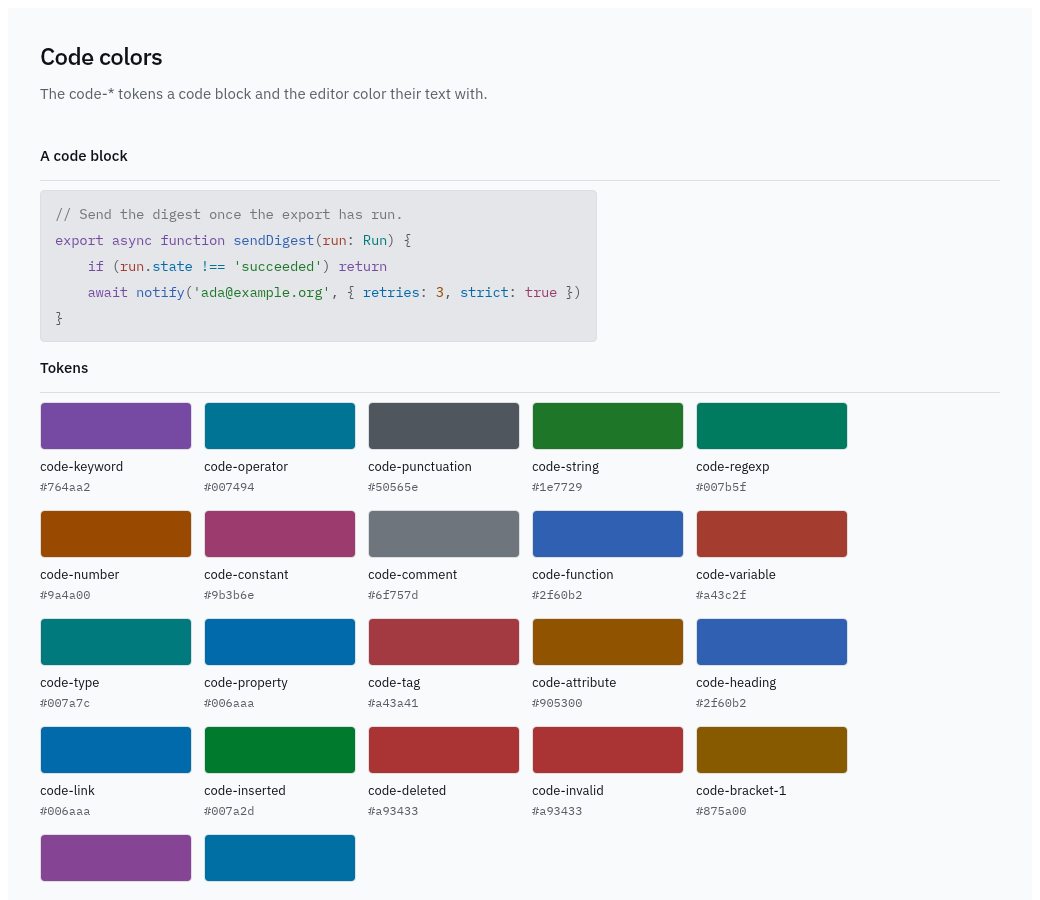 Code colors
The code-* tokens a code block and the editor color their text with.
A code block
// Send the digest once the export has run.
export async function sendDigest(run: Run) {
    if (run.state !== 'succeeded') return
    await notify('ada@example.org', { retries: 3, strict: true })
}
Tokens
code-keyword code-operator code-punctuation code-string code-regexp
#764aa2 #007494 #50565e #1e7729 #007b5f
code-number code-constant code-comment code-function code-variable
#9a4a00 #9b3b6e #6f757d #2f60b2 #a43c2f
code-type code-property code-tag code-attribute code-heading
#007a7c #006aaa #a43a41 #905300 #2f60b2
code-link code-inserted code-deleted code-invalid code-bracket-1
#006aaa #007a2d #a93433 #a93433 #875a00